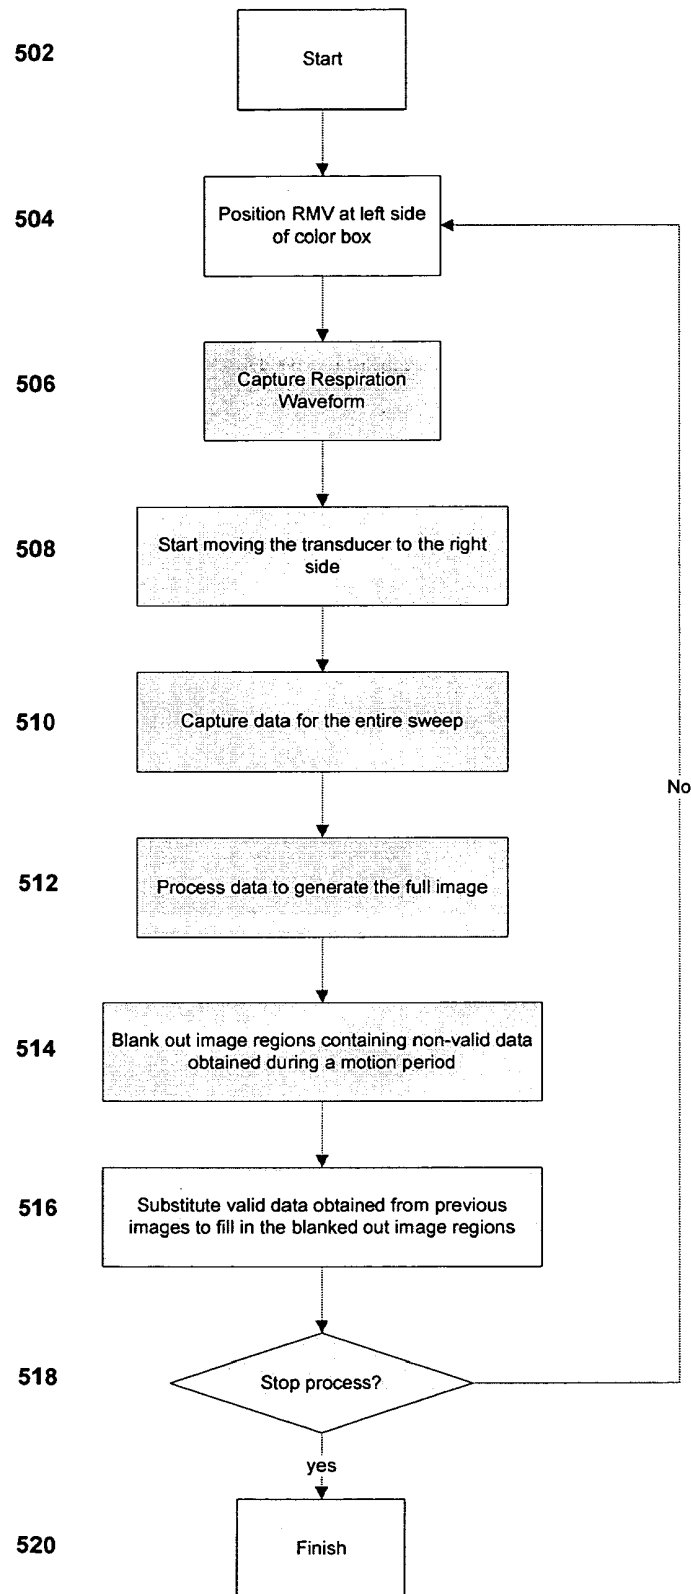 502
Start
504
Position RMV at left side
of color box
506
Capture Respiration
Waveform
508
Start moving the transducer to the right
side
510
Capture data for the entire sweep
No
512
Process data to generate the full image
514
Blank out image regions containing non-valid data
obtained during a motion period
516
Substitute valid data obtained from previous
images to fill in the blanked out image regions
518
Stop process?
yes
520
Finish